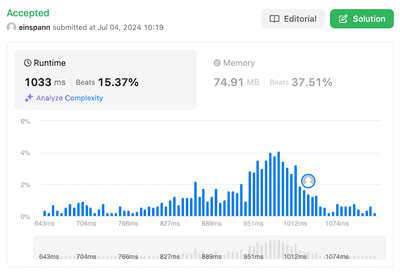 Accepted
einspann submitted at Jul 04, 2024 10:19
Editorial
Solution
Runtime
1033 ms Beats 15.37%
Analyze Complexity
Memory
74.91 MB Beats 37.51%
6%
4%
2%
0%
643ms 704ms 766ms 827ms 889ms 951ms 1012ms 1074ms
643ms 704ms 766ms 827ms 889ms 951ms 1012ms 1074ms